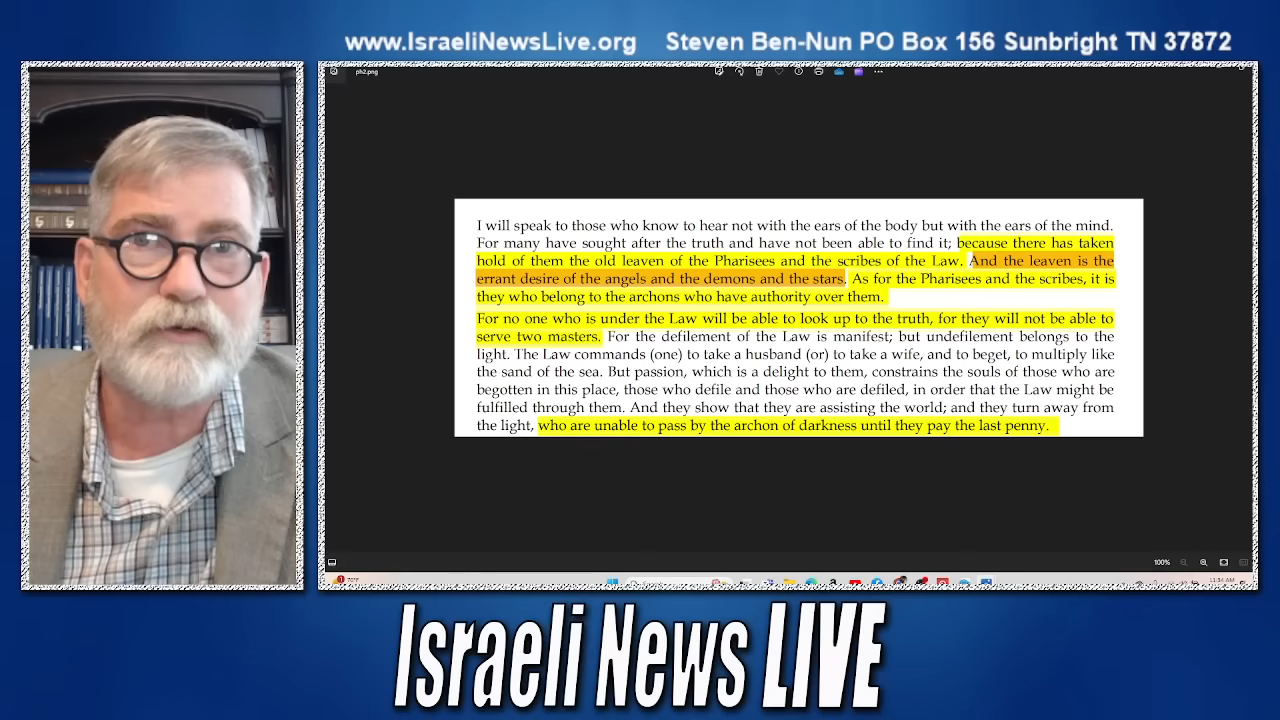 www.IsraeliNewsLive.org Steven Ben-Nun PO Box 156 Sunbright TN 37872
ph2.png
I will speak to those who know to hear not with the ears of the body but with the ears of the mind.
For many have sought after the truth and have not been able to find it; because there has taken
hold of them the old leaven of the Pharisees and the scribes of the Law. And the leaven is the
errant desire of the angels and the demons and the stars. As for the Pharisees and the scribes, it is
they who belong to the archons who have authority over them.
For no one who is under the Law will be able to look up to the truth, for they will not be able to
serve two masters. For the defilement of the Law is manifest; but undefilement belongs to the
light. The Law commands (one) to take a husband (or) to take a wife, and to beget, to multiply like
the sand of the sea. But passion, which is a delight to them, constrains the souls of those who are
begotten in this place, those who defile and those who are defiled, in order that the Law might be
fulfilled through them. And they show that they are assisting the world; and they turn away from
the light, who are unable to pass by the archon of darkness until they pay the last penny.
100%
70°F
11:34 AM
Israeli News LIVE